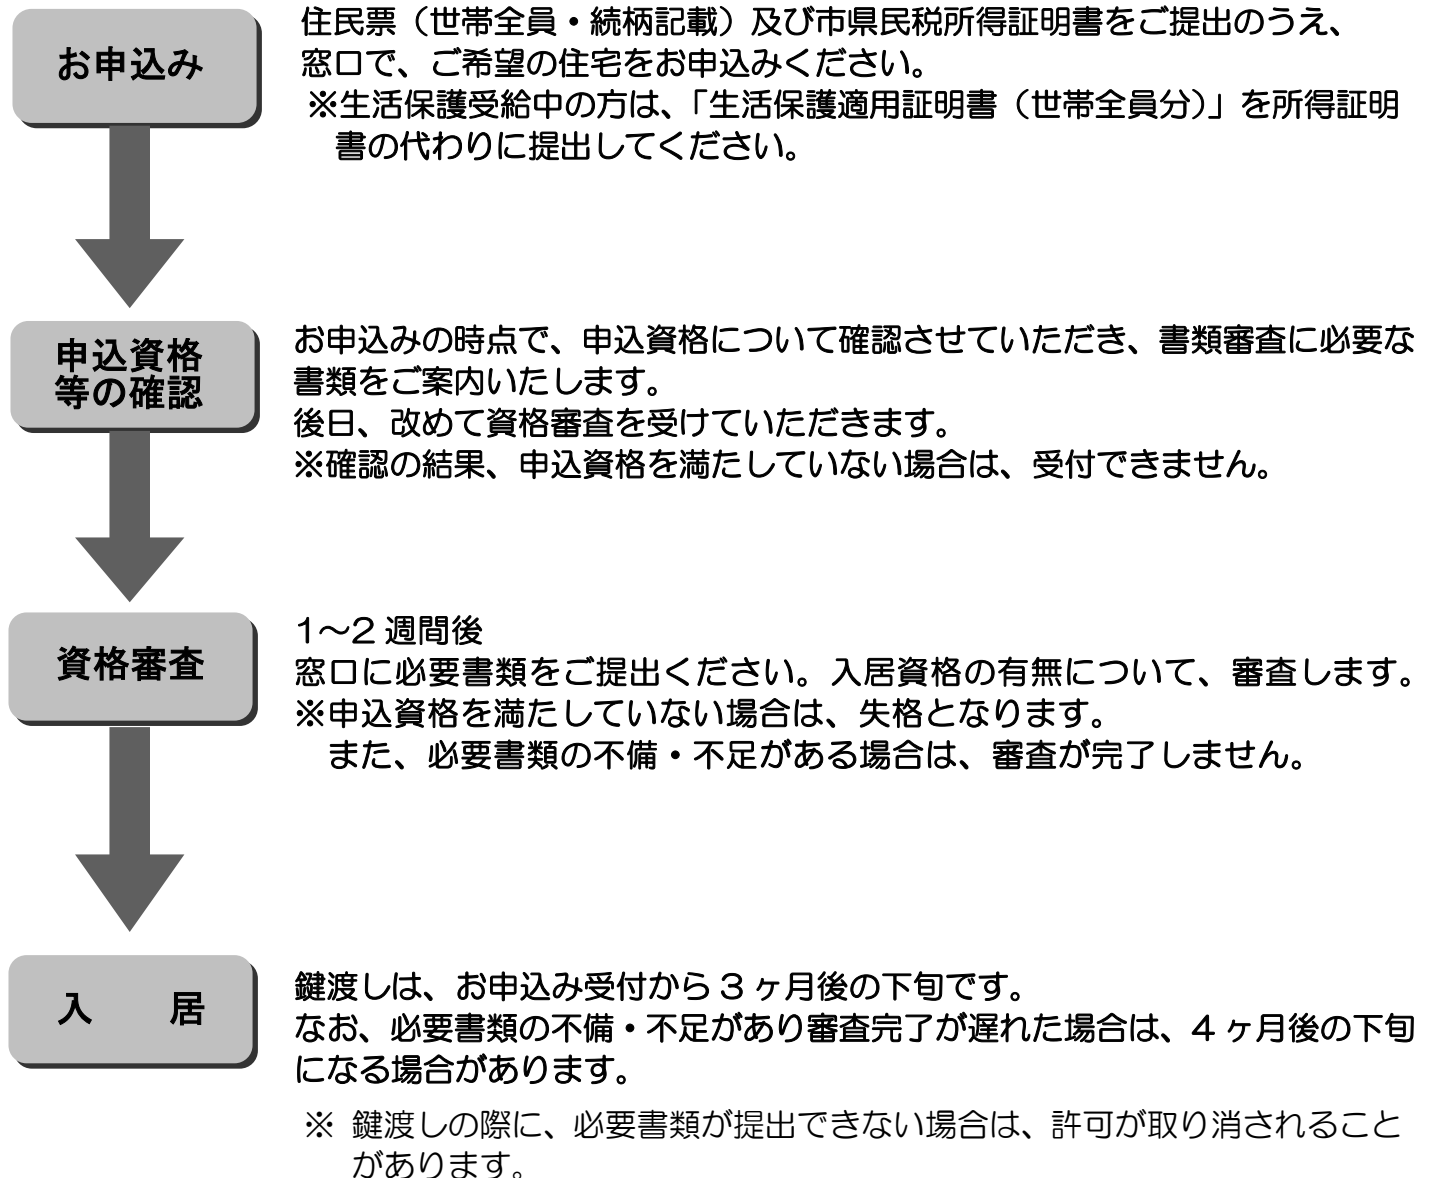 お申込み
住民票（世帯全員・続柄記載）及び市県民税所得証明書をご提出のうえ、
窓口で、ご希望の住宅をお申込みください。
※生活保護受給中の方は、「生活保護適用証明書（世帯全員分）」を所得証明
書の代わりに提出してください。
申込資格
等の確認
お申込みの時点で、申込資格について確認させていただき、書類審査に必要な
書類をご案内いたします。
後日、改めて資格審査を受けていただきます。
※確認の結果、申込資格を満たしていない場合は、受付できません。
資格審査
1～2週間後
窓口に必要書類をご提出ください。入居資格の有無について、審査します。
※申込資格を満たしていない場合は、失格となります。
また、必要書類の不備・不足がある場合は、審査が完了しません。
入　居
鍵渡しは、お申込み受付から3ヶ月後の下旬です。
なお、必要書類の不備・不足があり審査完了が遅れた場合は、4ヶ月後の下旬
になる場合があります。
※ 鍵渡しの際に、必要書類が提出できない場合は、許可が取り消されること
があります。